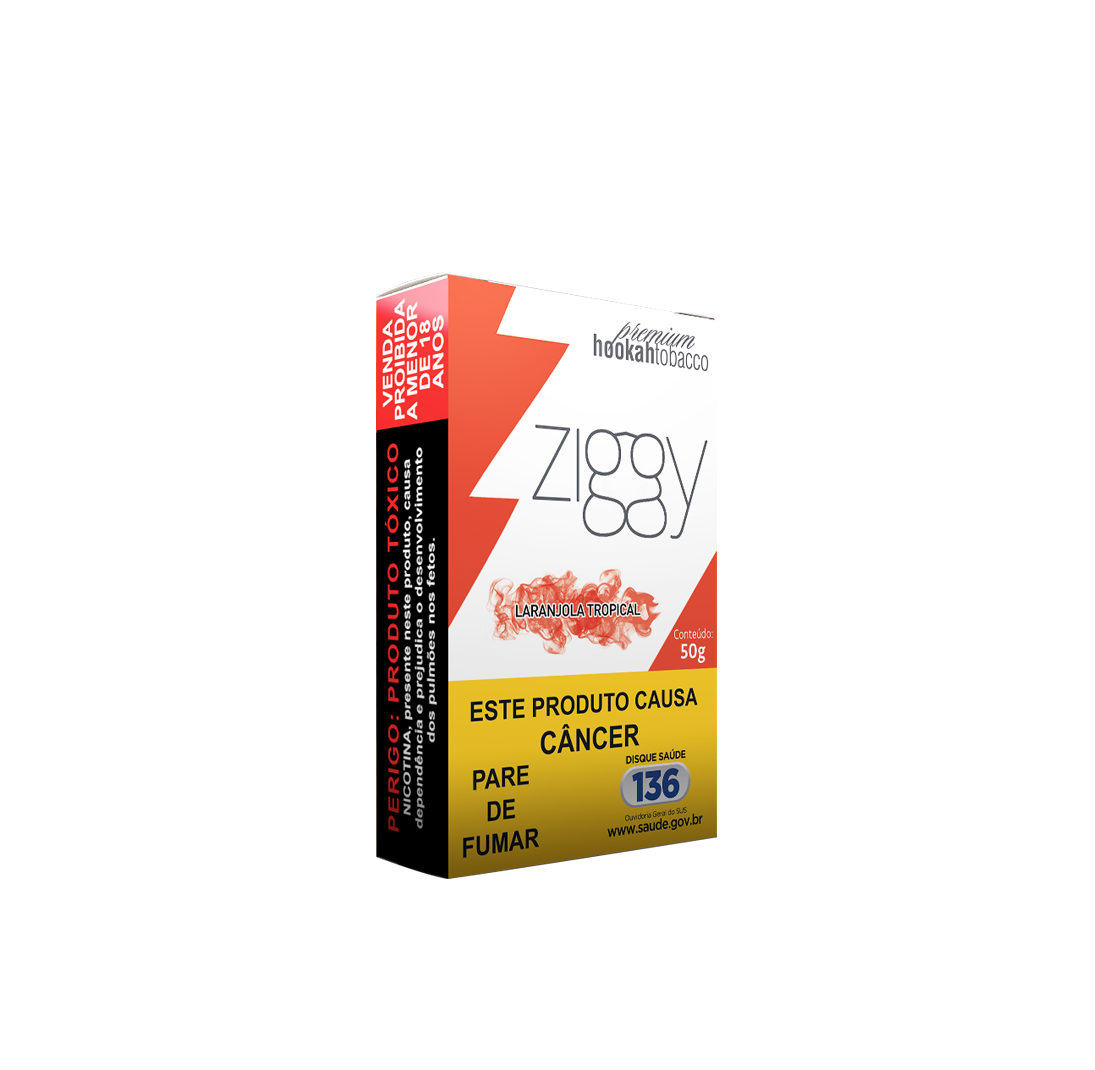 VENDA
PROIBIDA
A MENOR
DE 18
ANOS
PERIGO: PRODUTO TÓXICO
NICOTINA, presente neste produto, causa
dependência e prejudica o desenvolvimento
dos pulmões nos fetos.
premium
hookahtobacco
ziggy
LARANJOLA TROPICAL
Conteúdo:
50g
ESTE PRODUTO CAUSA
CÂNCER
PARE
DE
FUMAR
DISQUE SAÚDE
136
Ouvidoria Geral do SUS
www.saude.gov.br